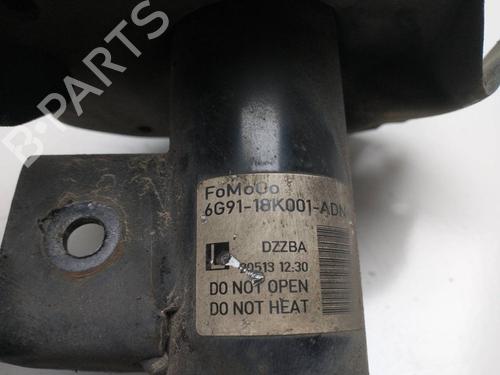 B-PARTS
FoMoCo
6G91-18K001-ADN
DZZBA
L 20513 12:30
DO NOT OPEN
DO NOT HEAT